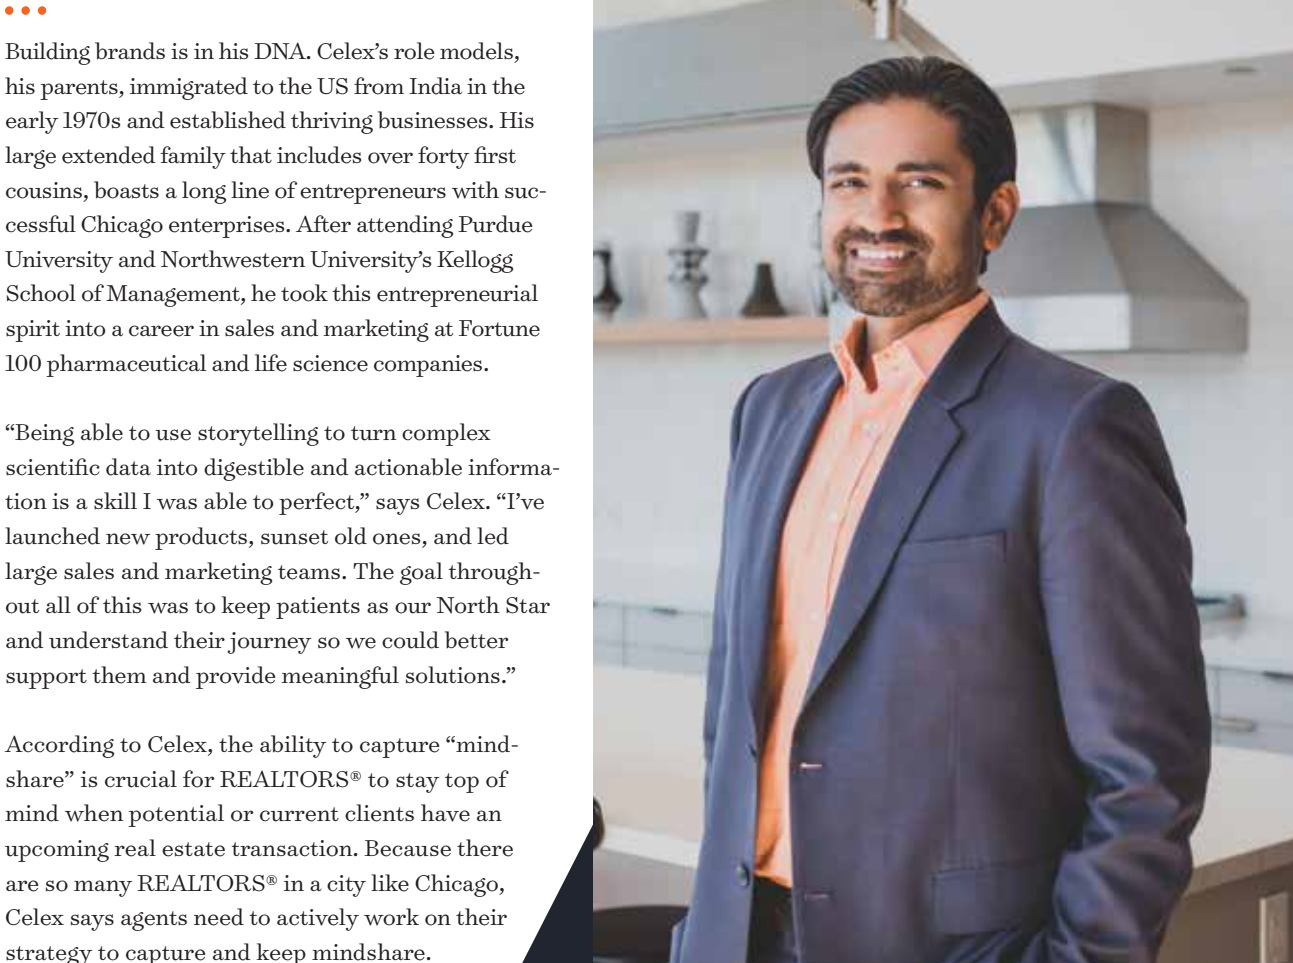 Building brands is in his DNA. Celex’s role models,
his parents, immigrated to the US from India in the
early 1970s and established thriving businesses. His
large extended family that includes over forty first
cousins, boasts a long line of entrepreneurs with suc-
cessful Chicago enterprises. After attending Purdue
University and Northwestern University’s Kellogg
School of Management, he took this entrepreneurial
spirit into a career in sales and marketing at Fortune
100 pharmaceutical and life science companies.
“Being able to use storytelling to turn complex
scientific data into digestible and actionable informa-
tion is a skill I was able to perfect,” says Celex. “I’ve
launched new products, sunset old ones, and led
large sales and marketing teams. The goal through-
out all of this was to keep patients as our North Star
and understand their journey so we could better
support them and provide meaningful solutions.”
According to Celex, the ability to capture “mind-
share” is crucial for REALTORS® to stay top of
mind when potential or current clients have an
upcoming real estate transaction. Because there
are so many REALTORS® in a city like Chicago,
Celex says agents need to actively work on their
strategy to capture and keep mindshare.